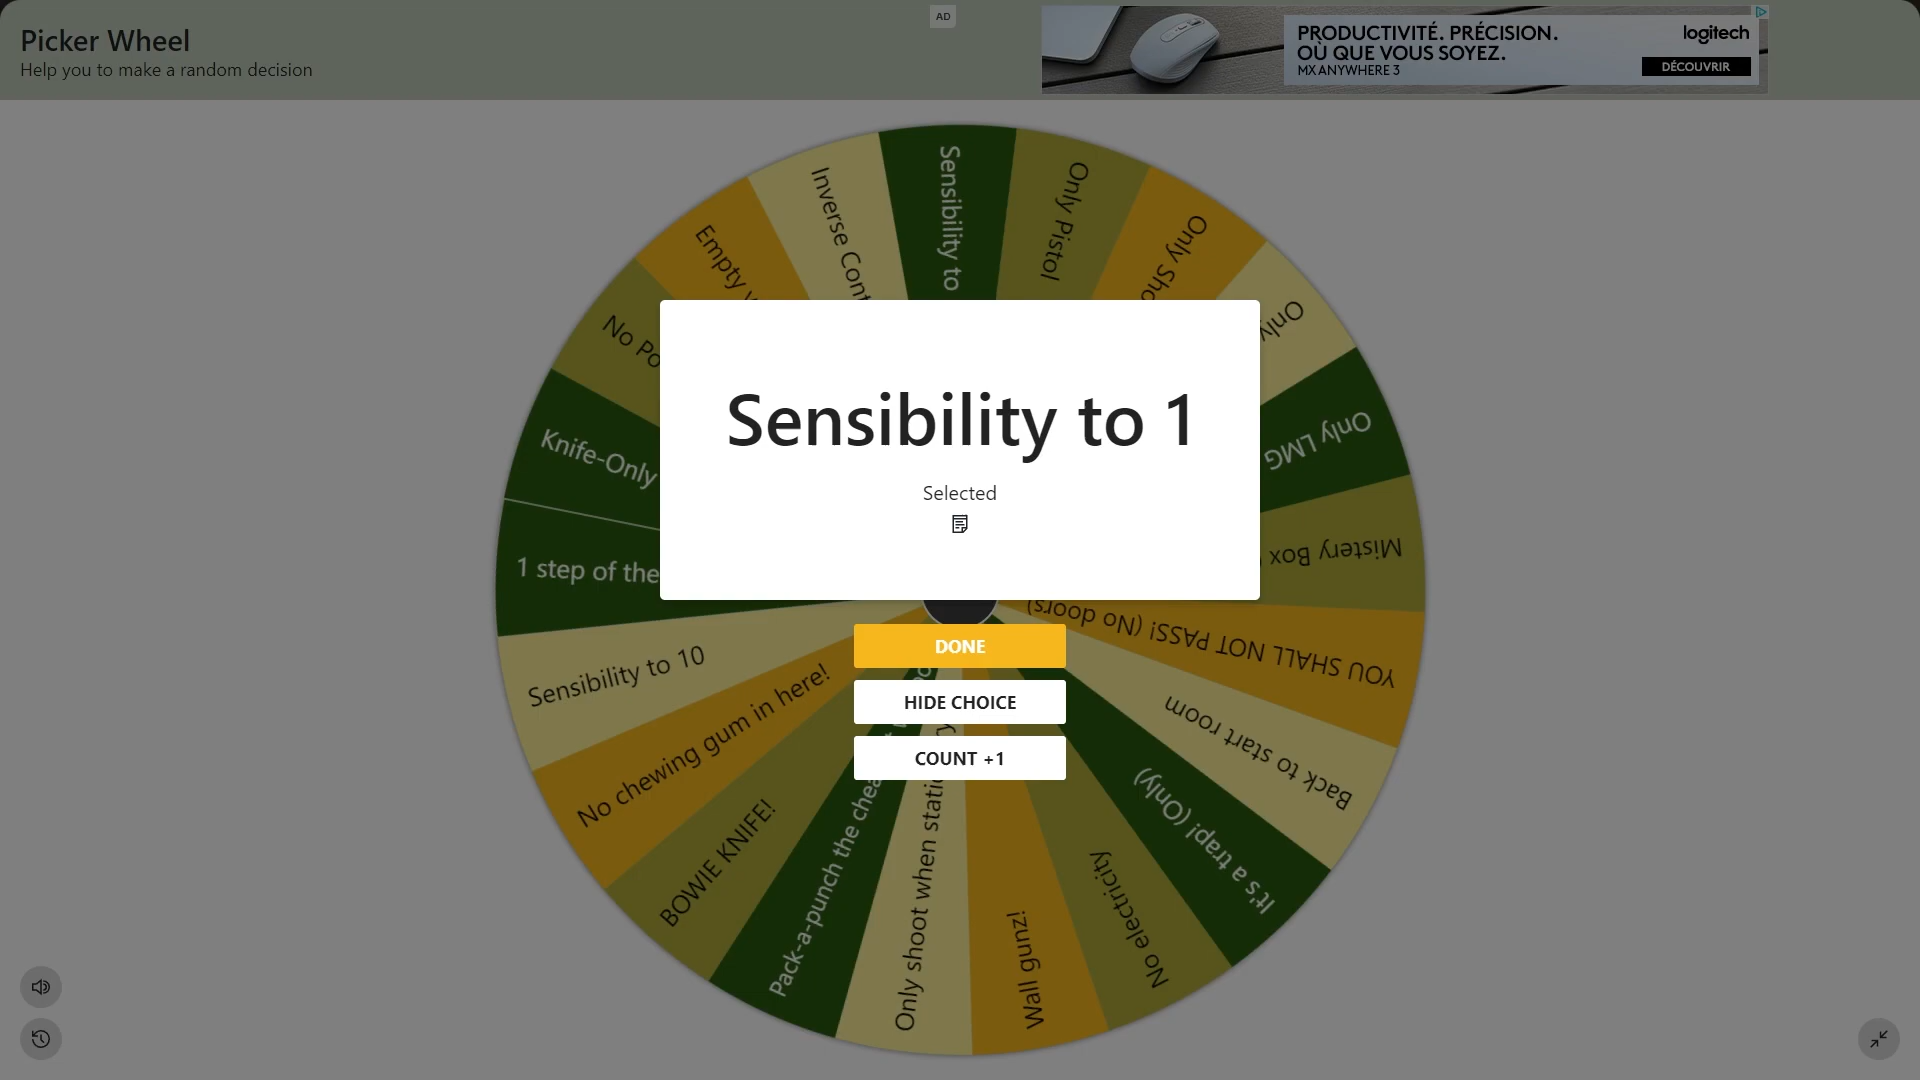 Picker Wheel
Help you to make a random decision
AD
PRODUCTIVITÉ. PRÉCISION.
OÙ QUE VOUS SOYEZ.
MX ANYWHERE 3
logitech
DÉCOUVRIR
Sensibility to
Only Pistol
Only Sho
Only
Only LMG
Mistery Box
YOU SHALL NOT PASS! (No doors)
Back to start room
It's a trap! (Only)
No electricity
Wall gunz!
Only shoot when static
Pack-a-punch the chea
BOWIE KNIFE!
No chewing gum in here!
Sensibility to 10
1 step of the
Knife-Only
No Po
Empty
Inverse Cont
Sensibility to 1
Selected
DONE
HIDE CHOICE
COUNT +1